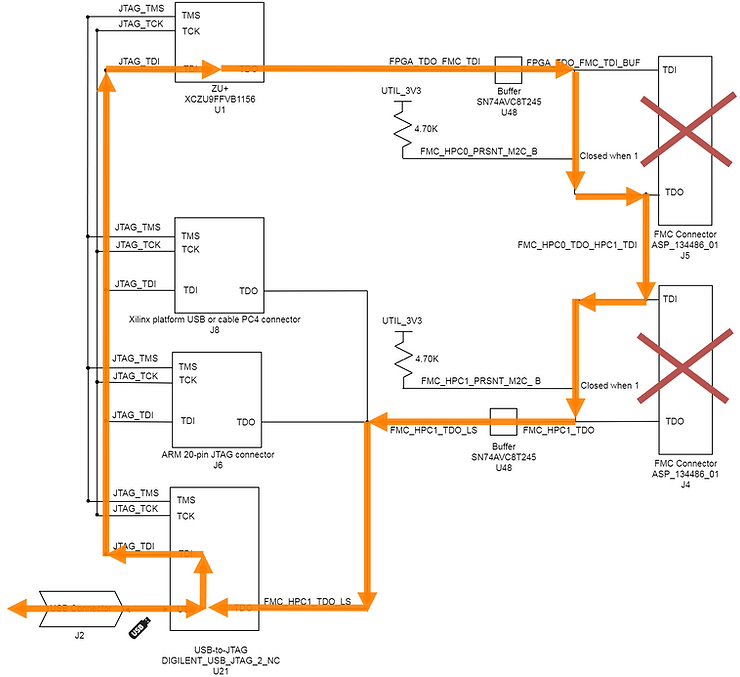 JTAG_TMS
TMS
JTAG_TCK
TCK
JTAG_TDI
TDI
TDO
FPGA_TDO_FMC_TDI
FPGA_TDO_FMC_TDI_BUF
TDI
ZU+
XCZU9FFVB1156
U1
Buffer
SN74AVC8T245
U48
UTIL_3V3
4.70K
FMC_HPC0_PRSNT_M2C_B
Closed when 1
TDO
FMC Connector
ASP_134486_01
J5
JTAG_TMS
TMS
JTAG_TCK
TCK
FMC_HPC0_TDO_HPC1_TDI
JTAG_TDI
TDI
TDO
TDI
Xilinx platform USB or cable PC4 connector
J8
UTIL_3V3
4.70K
JTAG_TMS
TMS
JTAG_TCK
TCK
FMC_HPC1_PRSNT_M2C_B
Closed when 1
JTAG_TDI
TDI
TDO
FMC_HPC1_TDO_LS
FMC_HPC1_TDO
TDO
ARM 20-pin JTAG connector
J6
Buffer
SN74AVC8T245
U48
FMC Connector
ASP_134486_01
J4
JTAG_TMS
TMS
JTAG_TCK
TCK
JTAG_TDI
TDI
USB Connector
TDO
FMC_HPC1_TDO_LS
J2
USB
USB-to-JTAG
DIGILENT_USB_JTAG_2_NC
U21